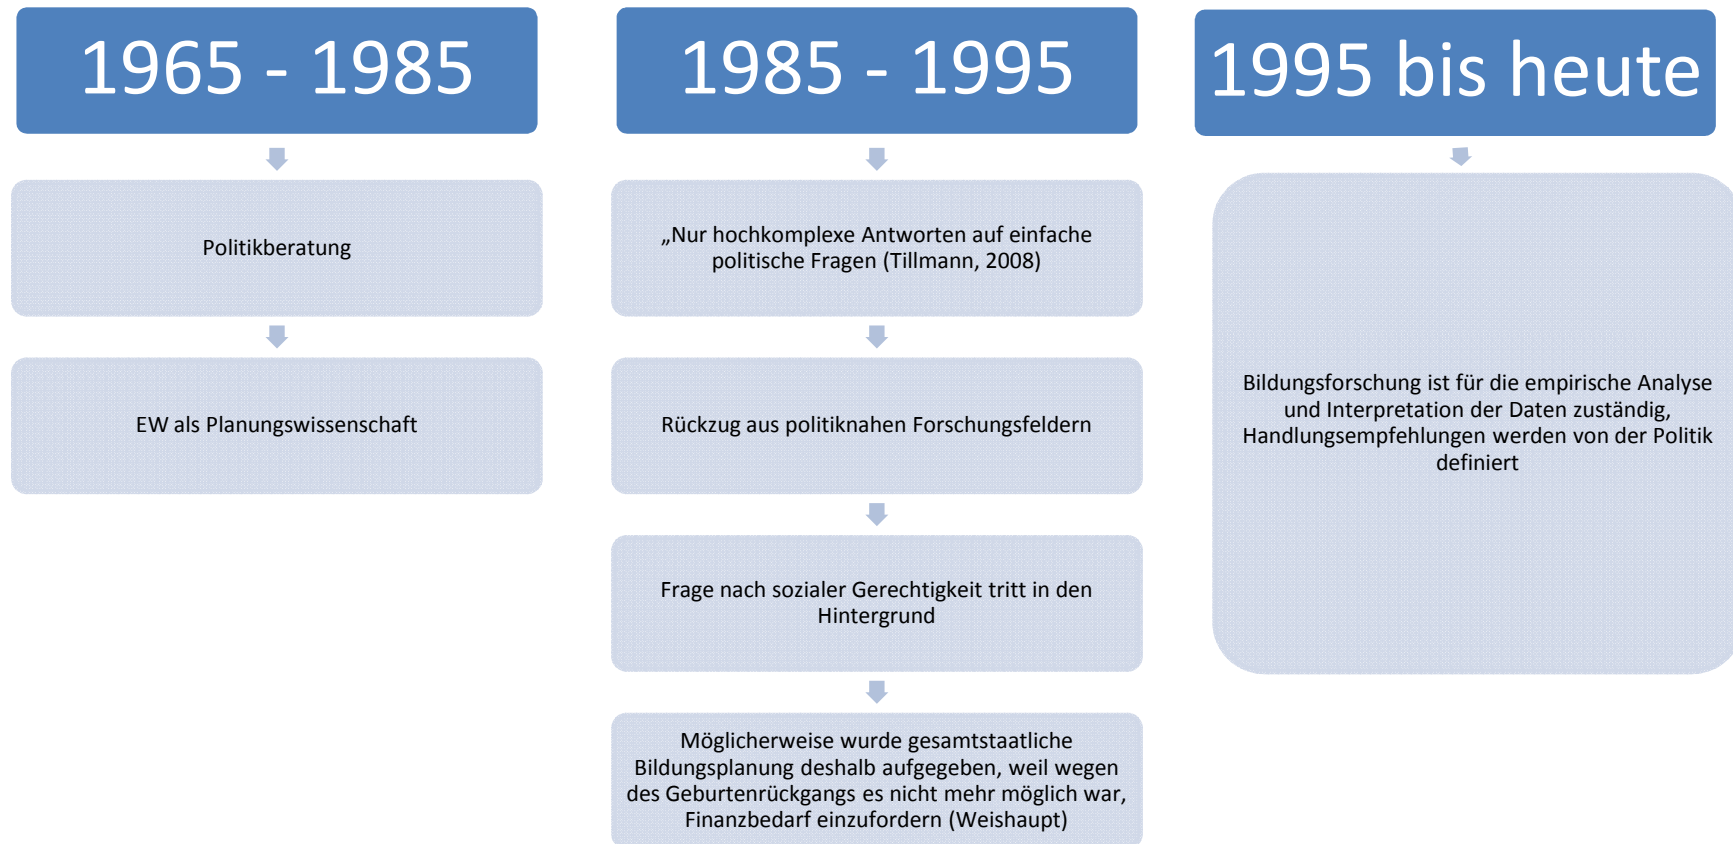 1965 - 1985
Politikberatung
EW als Planungswissenschaft
1985 - 1995
„Nur hochkomplexe Antworten auf einfache
politische Fragen (Tillmann, 2008)
Rückzug aus politiknahen Forschungsfeldern
Frage nach sozialer Gerechtigkeit tritt in den
Hintergrund
Möglicherweise wurde gesamtstaatliche
Bildungsplanung deshalb aufgegeben, weil wegen
des Geburtenrückgangs es nicht mehr möglich war,
Finanzbedarf einzufordern (Weishaupt)
1995 bis heute
Bildungsforschung ist für die empirische Analyse
und Interpretation der Daten zuständig,
Handlungsempfehlungen werden von der Politik
definiert